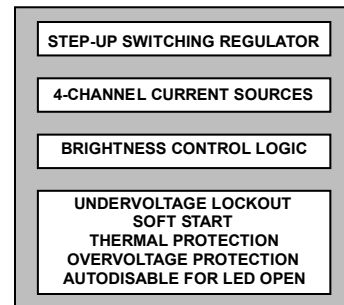 STEP-UP SWITCHING REGULATOR
4-CHANNEL CURRENT SOURCES
BRIGHTNESS CONTROL LOGIC
UNDERVOLTAGE LOCKOUT
SOFT START
THERMAL PROTECTION
OVERVOLTAGE PROTECTION
AUTODISABLE FOR LED OPEN